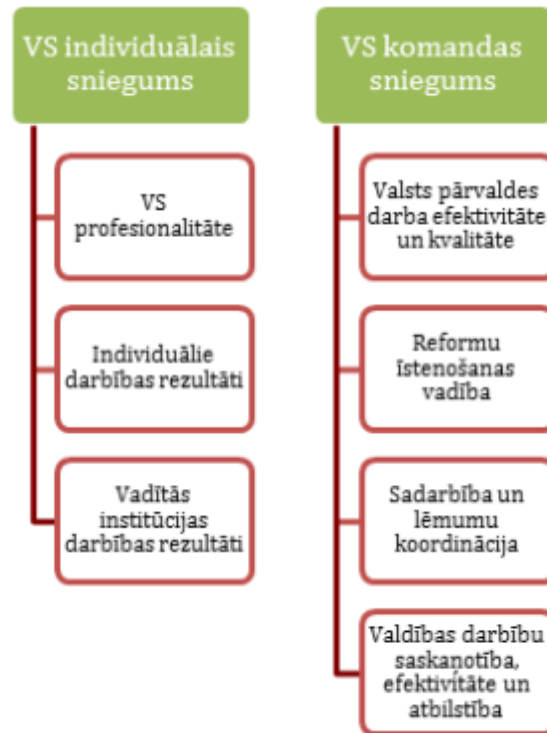 VS individuālais
sniegums
VS
profesionalitāte
Individuālie
darbības rezultāti
Vadītās
institūcijas
darbības rezultāti
VS komandas
sniegums
Valsts pārvaldes
darba efektivitāte
un kvalitāte
Reformu
īstenošanas
vadība
Sadarbība un
lēmumu
koordinācija
Valdības darbību
saskaņotība,
efektivitāte un
atbilstība